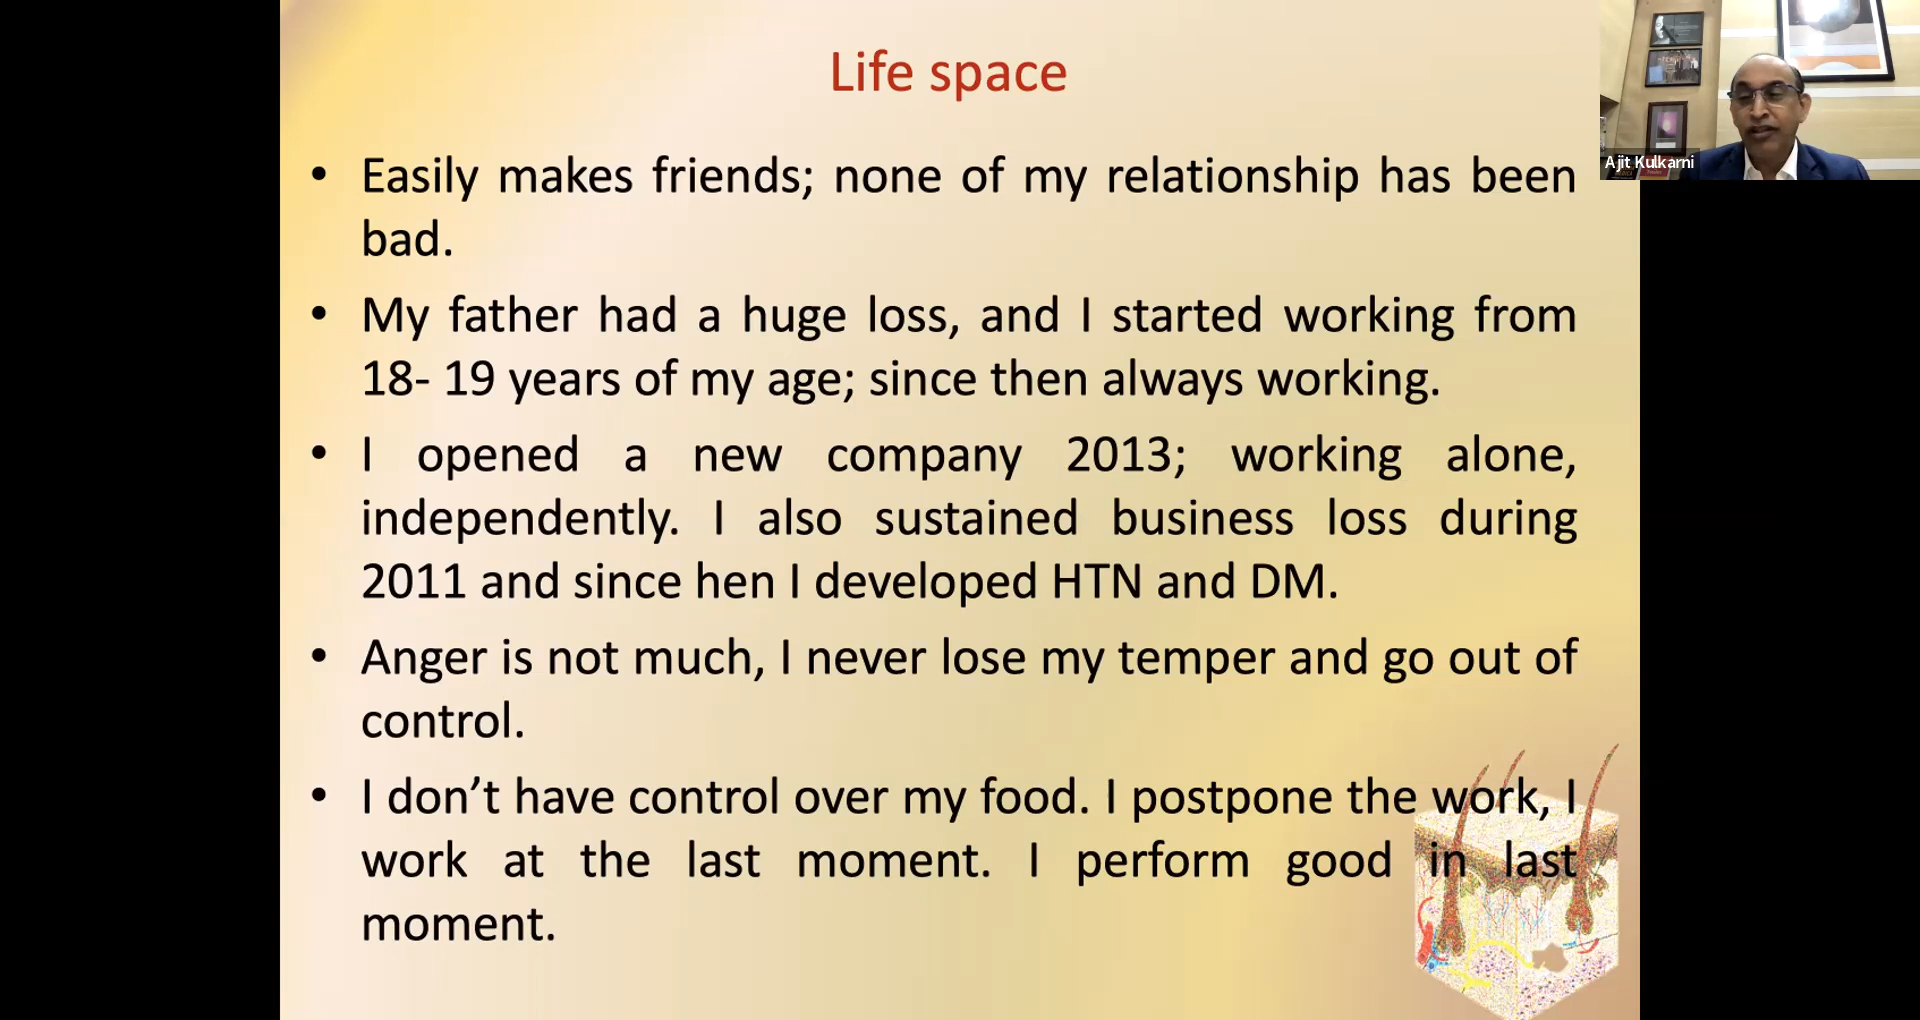 Life space
Ajit Kulkarni
• Easily makes friends; none of my relationship has been
bad.
• My father had a huge loss, and I started working from
18- 19 years of my age; since then always working.
• I opened a new company 2013; working alone,
independently. I also sustained business loss during
2011 and since hen I developed HTN and DM.
• Anger is not much, I never lose my temper and go out of
control.
• I don’t have control over my food. I postpone the work, I
work at the last moment. I perform good in last
moment.